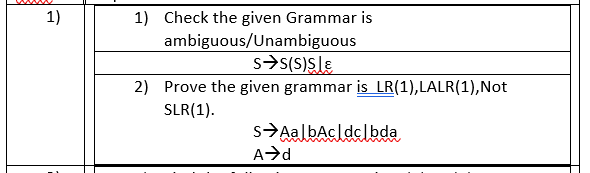 1) 1) Check the given Grammar is
ambiguous/Unambiguous
S→S(S)S|ε
2) Prove the given grammar is LR(1),LALR(1),Not
SLR(1).
S→Aa|bAc|dc|bda
A→d